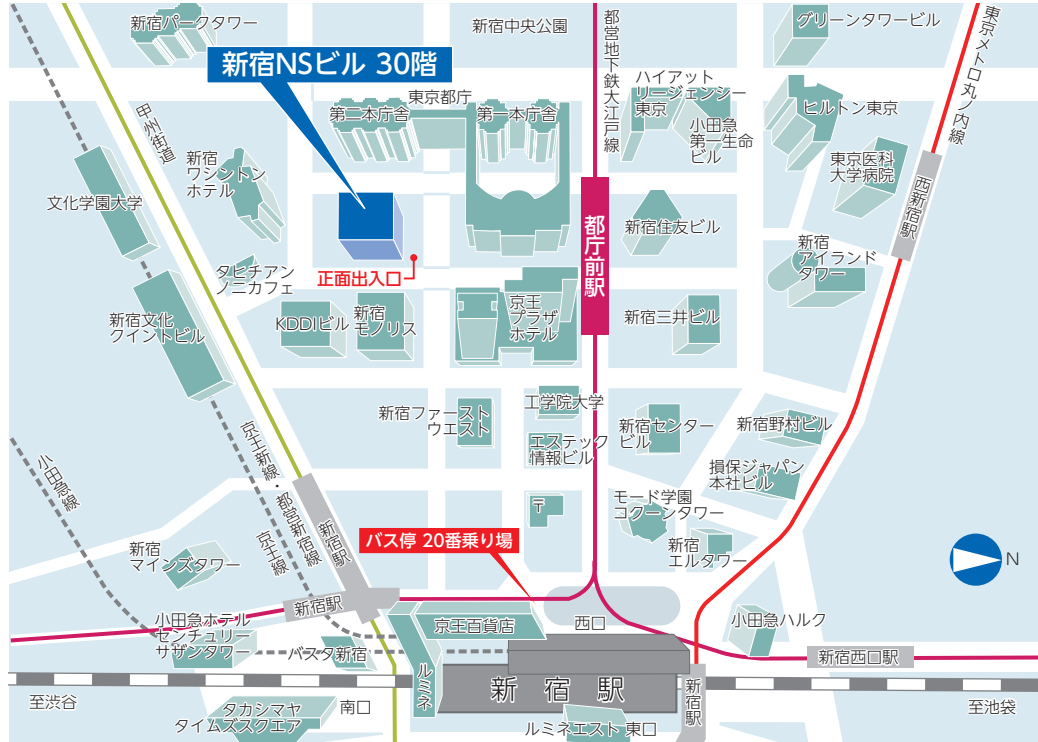 新宿パークタワー
新宿中央公園
グリーンタワービル
東京メトロ丸ノ内線
都営地下鉄大江戸線
新宿NSビル 30階
東京都庁
第二本庁舎
第一本庁舎
ハイアット
リージェンシー
東京
小田急
第一生命
ビル
ヒルトン東京
甲州街道
新宿
ワシントン
ホテル
東京医科
大学病院
西新宿駅
文化学園大学
都庁前駅
新宿住友ビル
新宿
アイランド
タワー
タヒチアン
ノニカフェ
正面出入口
新宿文化
クイントビル
KDDIビル
新宿
モノリス
京王
プラザ
ホテル
新宿三井ビル
新宿ファースト
ウエスト
工学院大学
エステック
情報ビル
新宿センター
ビル
新宿野村ビル
損保ジャパン
本社ビル
小田急線
京王新線・都営新宿線
京王線
新宿駅
〒
モード学園
コクーンタワー
新宿
エルタワー
バス停 20番乗り場
新宿
マインズタワー
N
新宿駅
小田急ホテル
センチュリー
サザンタワー
バスタ新宿
京王百貨店
西口
小田急ハルク
ルミネ
新宿西口駅
新宿駅
新宿駅
至渋谷
タカシマヤ
タイムズスクエア
南口
ルミネエスト
東口
至池袋